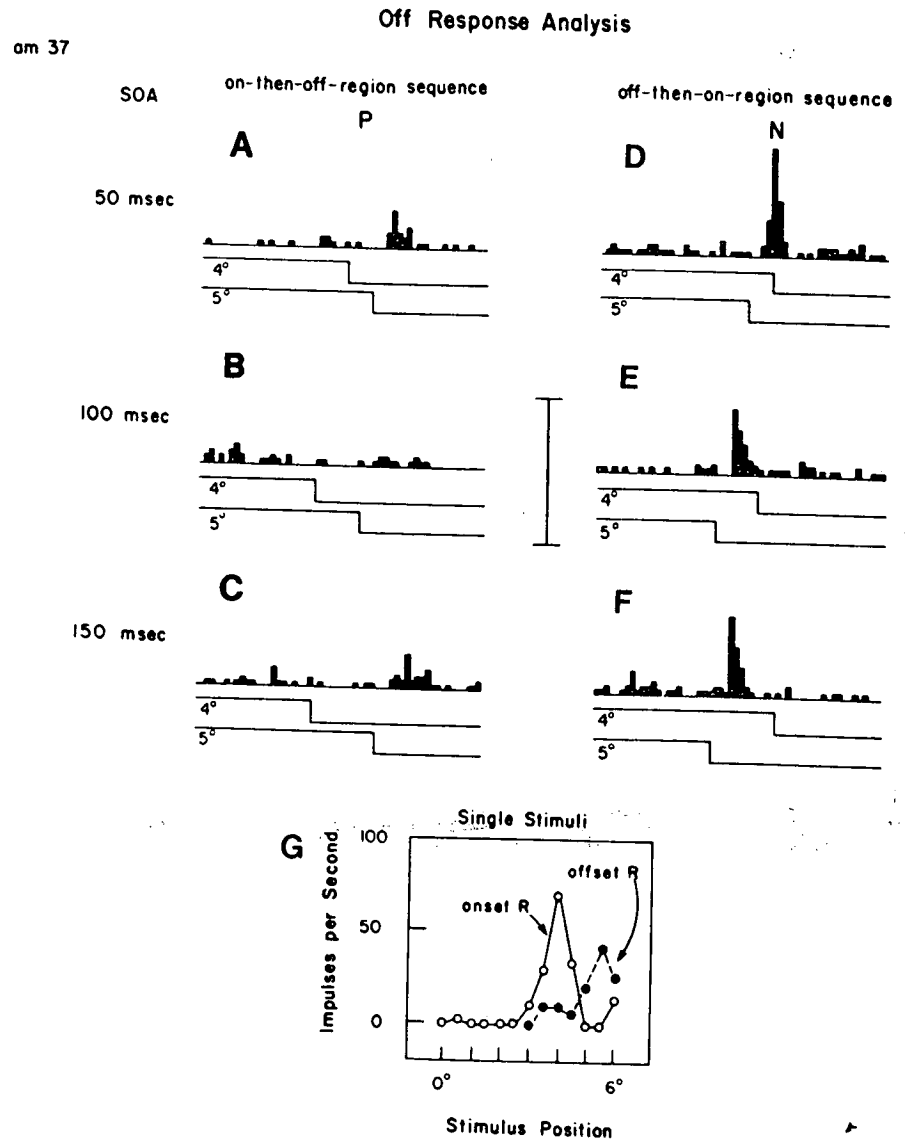 Off Response Analysis
am 37
SOA
on-then-off-region sequence
off-then-on-region sequence
P
N
A
D
50 msec
4°
5°
4°
5°
B
E
100 msec
4°
5°
4°
5°
C
F
150 msec
4°
5°
4°
5°
G
Single Stimuli
Impulses per Second
100
50
0
onset R
offset R
0°
6°
Stimulus Position